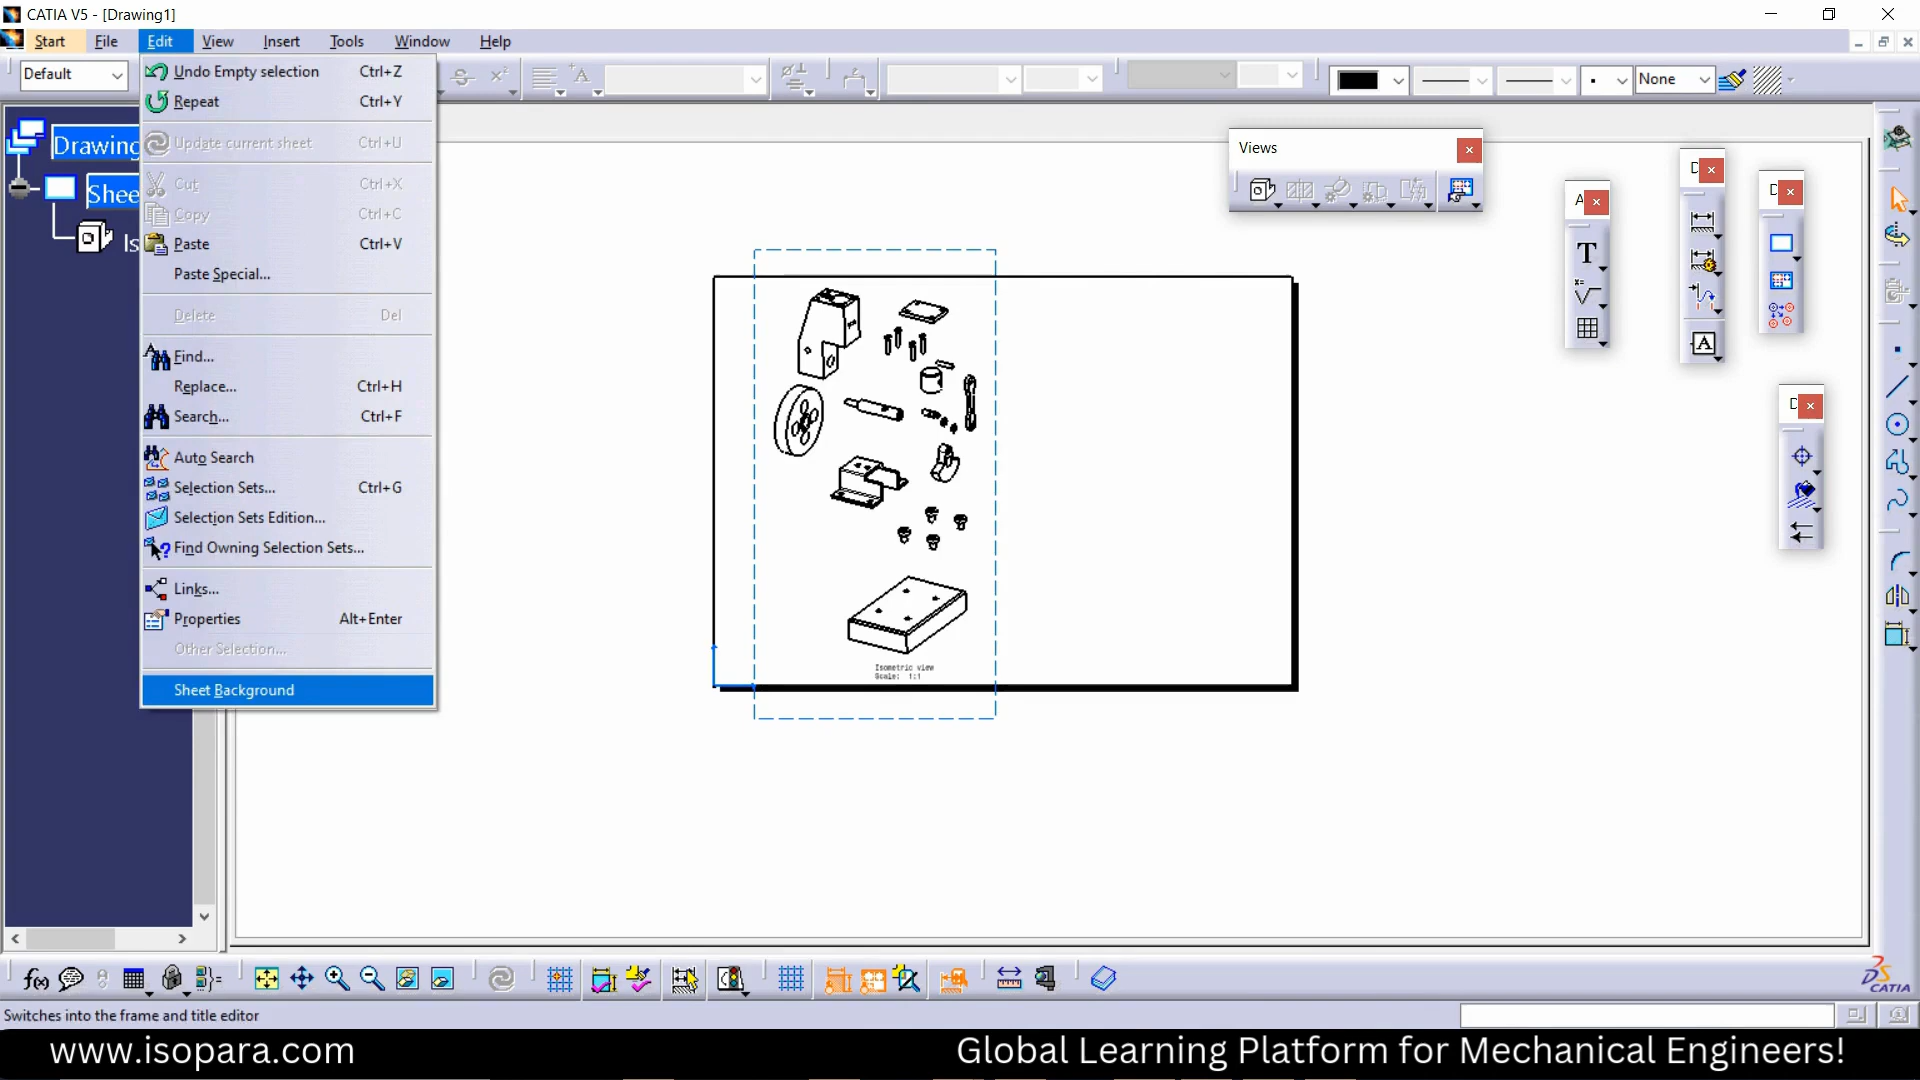 CATIA V5 - [Drawing1]
Start File Edit View Insert Tools Window Help
Default
None
Undo Empty selection Ctrl+Z
Repeat Ctrl+Y
Update current sheet Ctrl+U
Cut Ctrl+X
Copy Ctrl+C
Paste Ctrl+V
Paste Special...
Delete Del
Find...
Replace... Ctrl+H
Search... Ctrl+F
Auto Search
Selection Sets... Ctrl+G
Selection Sets Edition...
Find Owning Selection Sets...
Links...
Properties Alt+Enter
Other Selection...
Sheet Background
Drawing
Shee
Is
Views
A
D
D
D
Isometric view
Scale: 1:1
CATIA
Switches into the frame and title editor
www.isopara.com
Global Learning Platform for Mechanical Engineers!